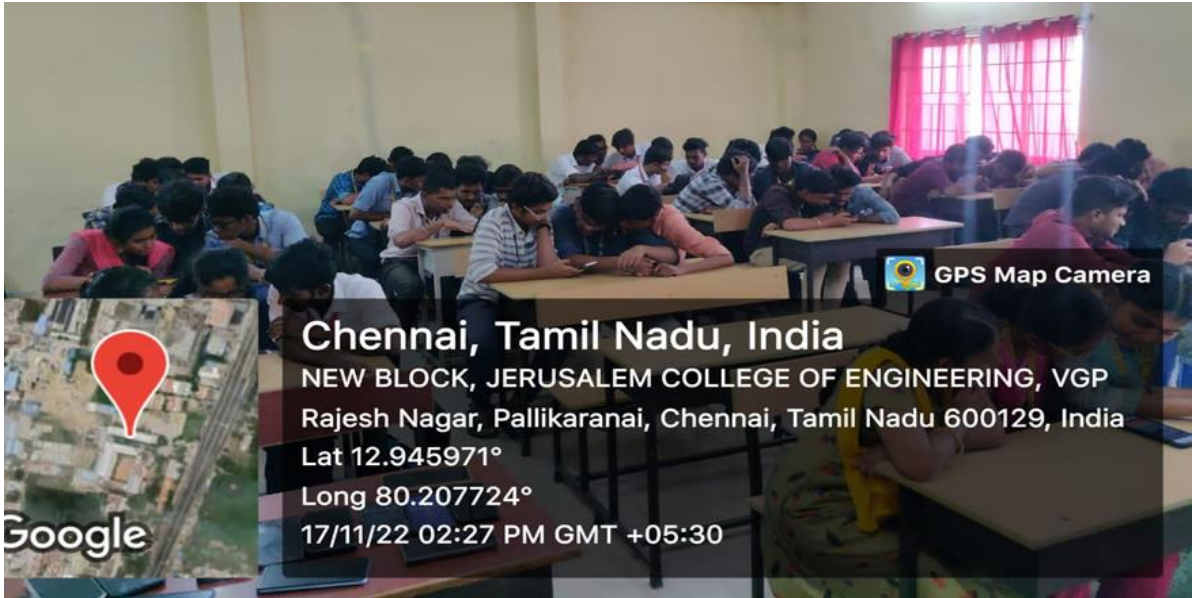 GPS Map Camera
Chennai, Tamil Nadu, India
NEW BLOCK, JERUSALEM COLLEGE OF ENGINEERING, VGP
Rajesh Nagar, Pallikaranai, Chennai, Tamil Nadu 600129, India
Lat 12.945971°
Long 80.207724°
17/11/22 02:27 PM GMT +05:30
Google